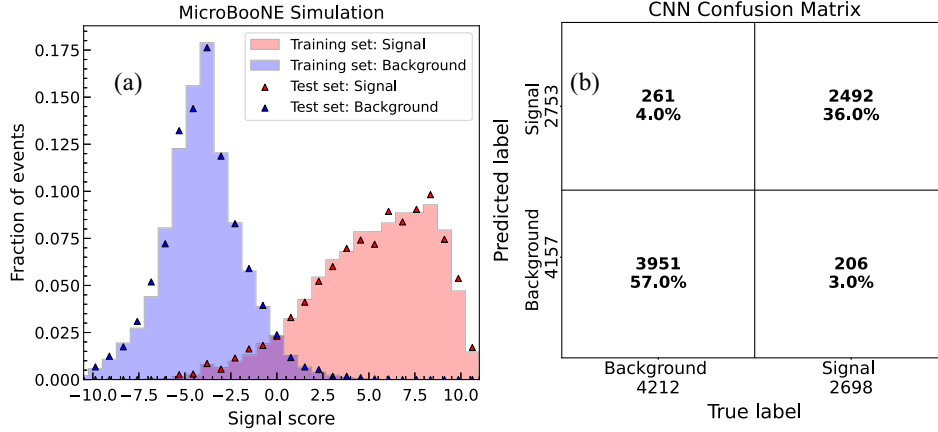 MicroBooNE Simulation
(a)
Training set: Signal
Training set: Background
Test set: Signal
Test set: Background
Fraction of events
0.175
0.150
0.125
0.100
0.075
0.050
0.025
0.000
−10.0 −7.5 −5.0 −2.5 0.0 2.5 5.0 7.5 10.0
Signal score
CNN Confusion Matrix
(b)
Predicted label
Signal
2753
Background
4157
261
4.0%
2492
36.0%
3951
57.0%
206
3.0%
Background
4212
Signal
2698
True label